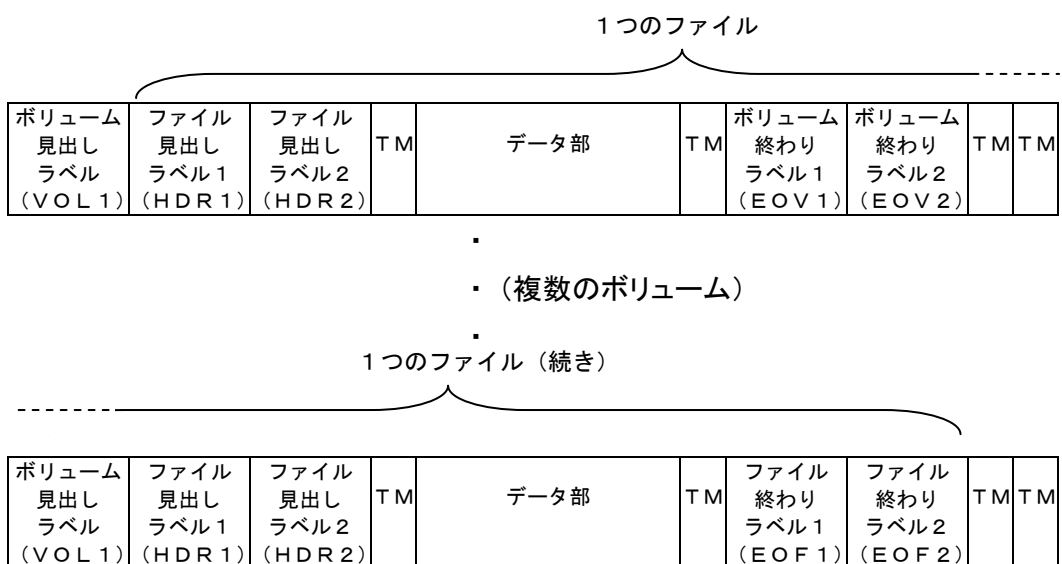 １つのファイル
ボリューム見出しラベル（ＶＯＬ１）
ファイル見出しラベル１（ＨＤＲ１）
ファイル見出しラベル２（ＨＤＲ２）
ＴＭ
データ部
ＴＭ
ボリューム終わりラベル１（ＥＯＶ１）
ボリューム終わりラベル２（ＥＯＶ２）
ＴＭ
ＴＭ
・
・（複数のボリューム）
・
１つのファイル（続き）
ボリューム見出しラベル（ＶＯＬ１）
ファイル見出しラベル１（ＨＤＲ１）
ファイル見出しラベル２（ＨＤＲ２）
ＴＭ
データ部
ＴＭ
ファイル終わりラベル１（ＥＯＦ１）
ファイル終わりラベル２（ＥＯＦ２）
ＴＭ
ＴＭ